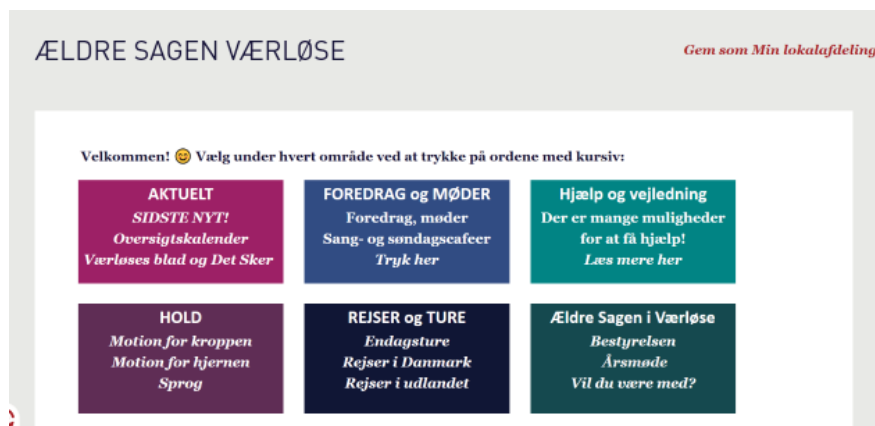 ÆLDRE SAGEN VÆRLØSE
Gem som Min lokalafdeling
Velkommen! 😊 Vælg under hvert område ved at trykke på ordene med kursiv:
AKTUELT
SIDSTE NYT!
Oversigtskalender
Værløses blad og Det Sker
FOREDRAG og MØDER
Foredrag, møder
Sang- og søndagscafeer
Tryk her
Hjælp og vejledning
Der er mange muligheder
for at få hjælp!
Læs mere her
HOLD
Motion for kroppen
Motion for hjernen
Sprog
REJSER og TURE
Endagsture
Rejser i Danmark
Rejser i udlandet
Ældre Sagen i Værløse
Bestyrelsen
Årsmøde
Vil du være med?